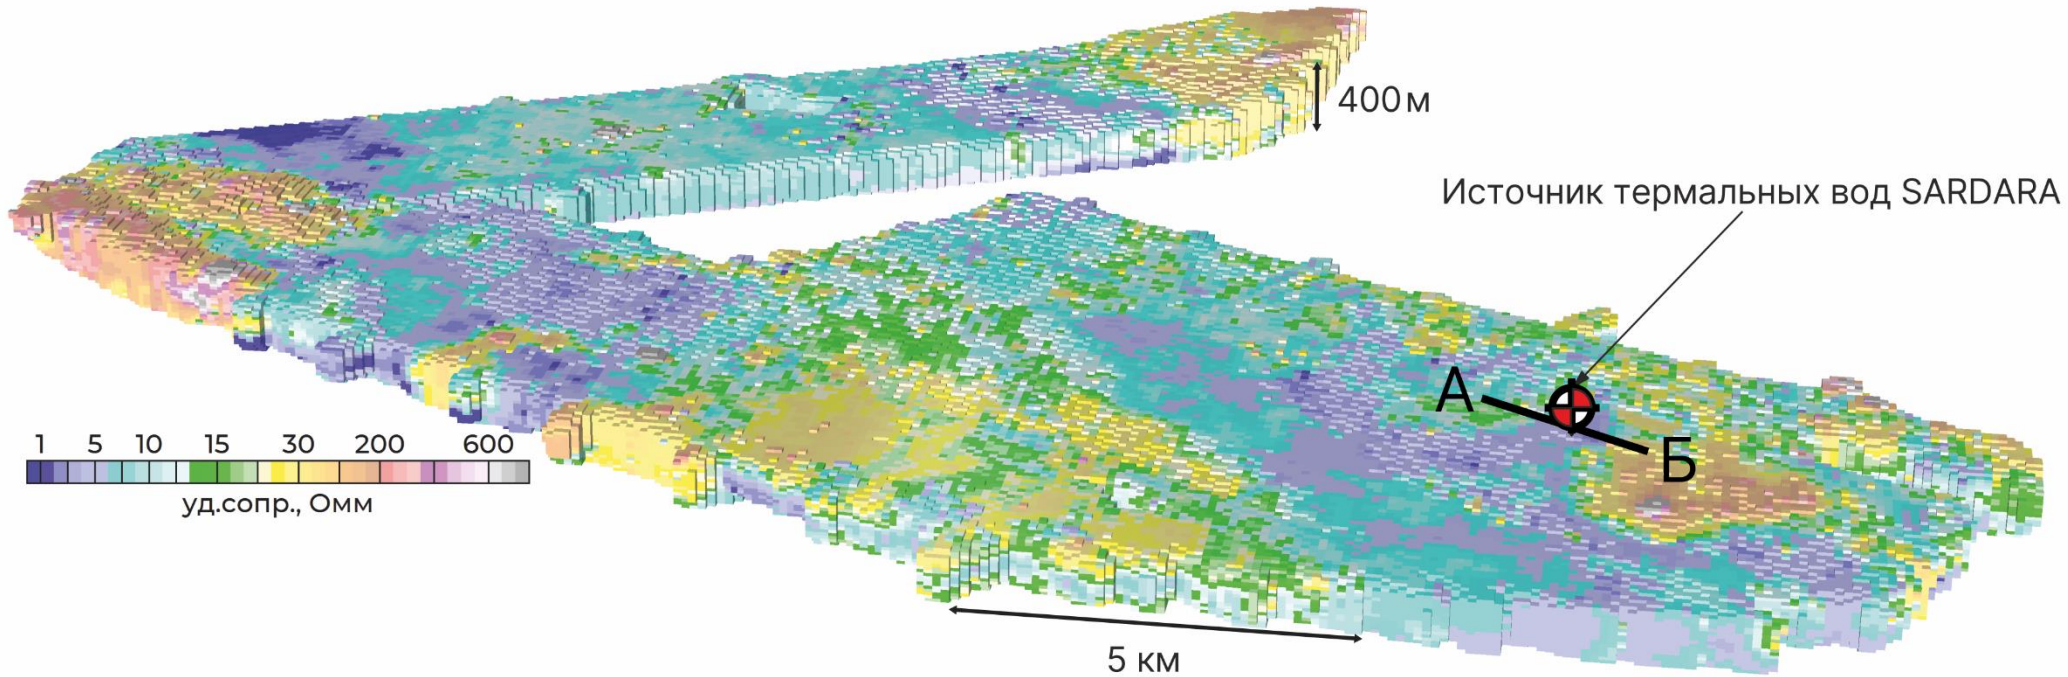 400м
Источник термальных вод SARDARA
А
Б
1 5 10 15 30 200 600
уд.сопр., Омм
5 км